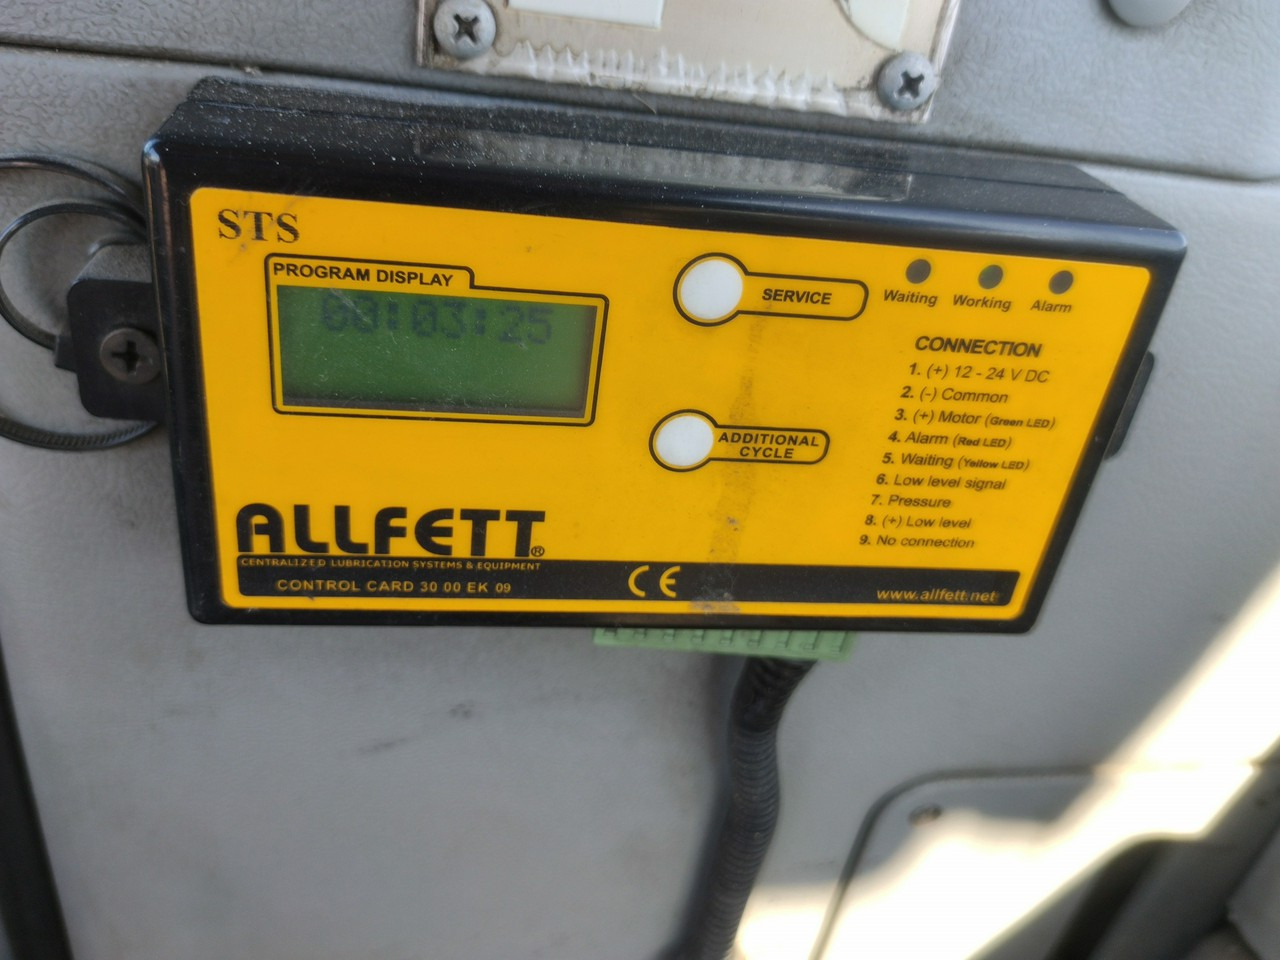 STS
PROGRAM DISPLAY
00:03:25
SERVICE
ADDITIONAL
CYCLE
Waiting Working Alarm
CONNECTION
1. (+) 12 - 24 V DC
2. (-) Common
3. (+) Motor (Green LED)
4. Alarm (Red LED)
5. Waiting (Yellow LED)
6. Low level signal
7. Pressure
8. (+) Low level
9. No connection
ALLFETT®
CENTRALIZED LUBRICATION SYSTEMS & EQUIPMENT
CONTROL CARD 30 00 EK 09
CE
www.allfett.net